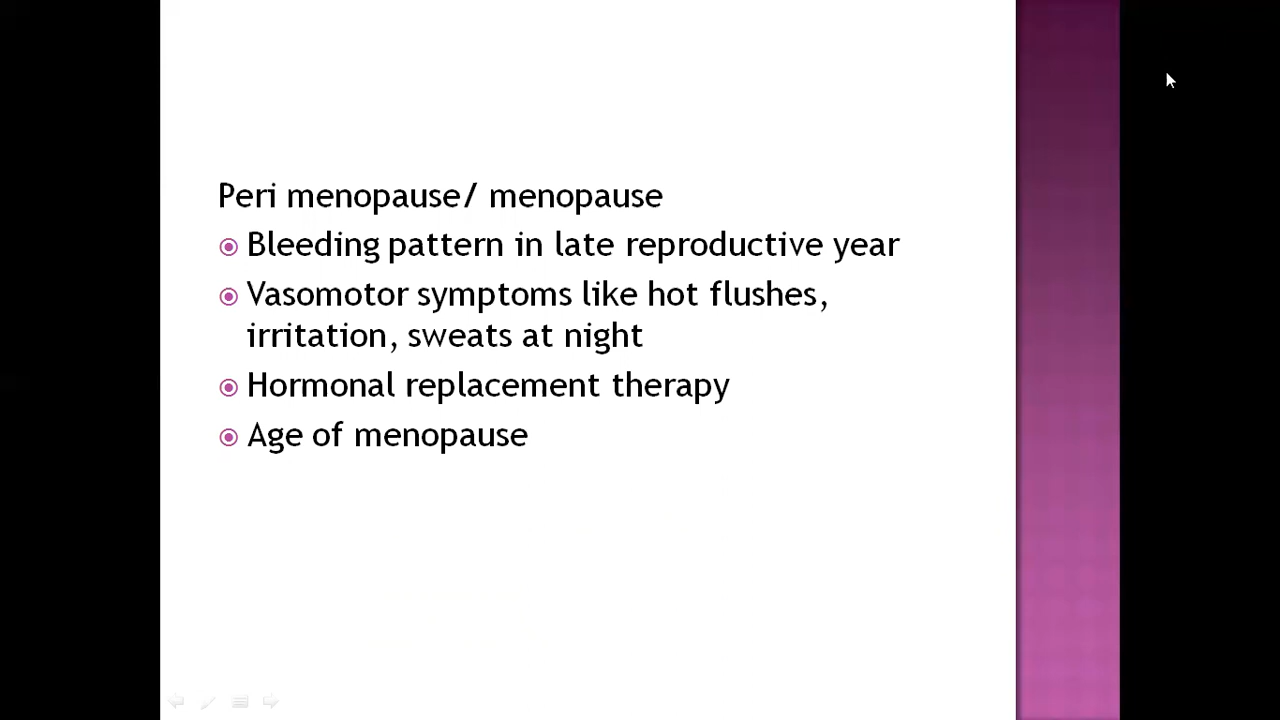 Peri menopause/ menopause
Bleeding pattern in late reproductive year
Vasomotor symptoms like hot flushes,
irritation, sweats at night
Hormonal replacement therapy
Age of menopause